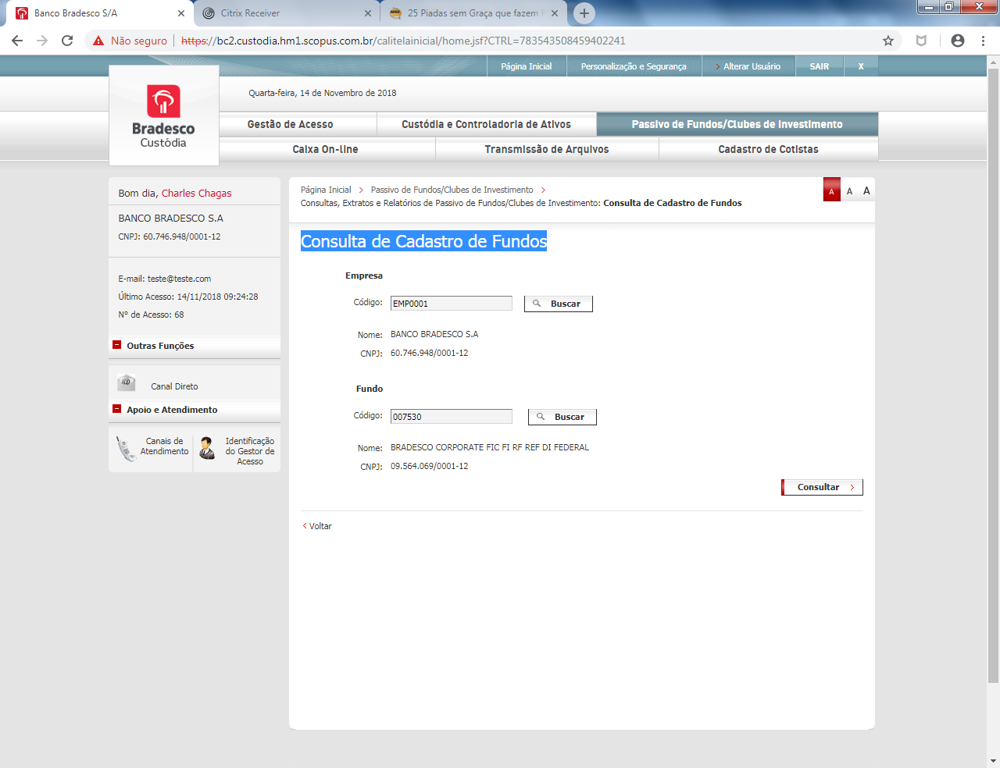 Banco Bradesco S/A
Citrix Receiver
25 Piadas sem Graça que fazem
Não seguro
https://bc2.custodia.hm1.scopus.com.br/calitelainicial/home.jsf?CTRL=783543508459402241
Página Inicial
Personalização e Segurança
Alterar Usuário
SAIR
X
Bradesco
Custódia
Quarta-feira, 14 de Novembro de 2018
Gestão de Acesso
Custódia e Controladoria de Ativos
Passivo de Fundos/Clubes de Investimento
Caixa On-line
Transmissão de Arquivos
Cadastro de Cotistas
Bom dia, Charles Chagas
BANCO BRADESCO S.A
CNPJ: 60.746.948/0001-12
E-mail: teste@teste.com
Último Acesso: 14/11/2018 09:24:28
Nº de Acesso: 68
Outras Funções
Canal Direto
Apoio e Atendimento
Canais de
Atendimento
Identificação
do Gestor de
Acesso
Página Inicial > Passivo de Fundos/Clubes de Investimento >
Consultas, Extratos e Relatórios de Passivo de Fundos/Clubes de Investimento: Consulta de Cadastro de Fundos
A A A
Consulta de Cadastro de Fundos
Empresa
Código: EMP0001 Buscar
Nome: BANCO BRADESCO S.A
CNPJ: 60.746.948/0001-12
Fundo
Código: 007530 Buscar
Nome: BRADESCO CORPORATE FIC FI RF REF DI FEDERAL
CNPJ: 09.564.069/0001-12
Consultar >
< Voltar